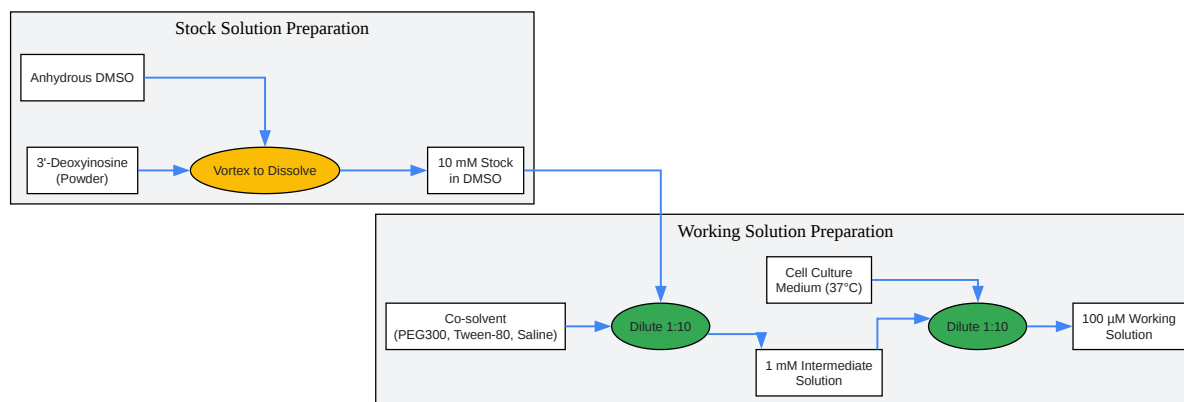 Stock Solution Preparation
Anhydrous DMSO
3'-Deoxyinosine
(Powder)
Vortex to Dissolve
10 mM Stock
in DMSO
Working Solution Preparation
Cell Culture
Medium (37°C)
Co-solvent
(PEG300, Tween-80, Saline)
Dilute 1:10
1 mM Intermediate
Solution
Dilute 1:10
100 µM Working
Solution